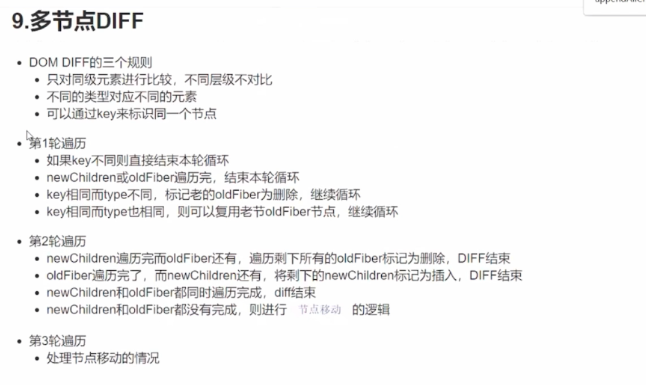 9.多节点DIFF
DOM DIFF的三个规则
只对同级元素进行比较，不同层级不对比
不同的类型对应不同的元素
可以通过key来标识同一个节点
第1轮遍历
如果key不同则直接结束本轮循环
newChildren或oldFiber遍历完，结束本轮循环
key相同而type不同，标记老的oldFiber为删除，继续循环
key相同而type也相同，则可以复用老节oldFiber节点，继续循环
第2轮遍历
newChildren遍历完而oldFiber还有，遍历剩下所有的oldFiber标记为删除，DIFF结束
oldFiber遍历完了，而newChildren还有，将剩下的newChildren标记为插入，DIFF结束
newChildren和oldFiber都同时遍历完成，diff结束
newChildren和oldFiber都没有完成，则进行 节点移动 的逻辑
第3轮遍历
处理节点移动的情况